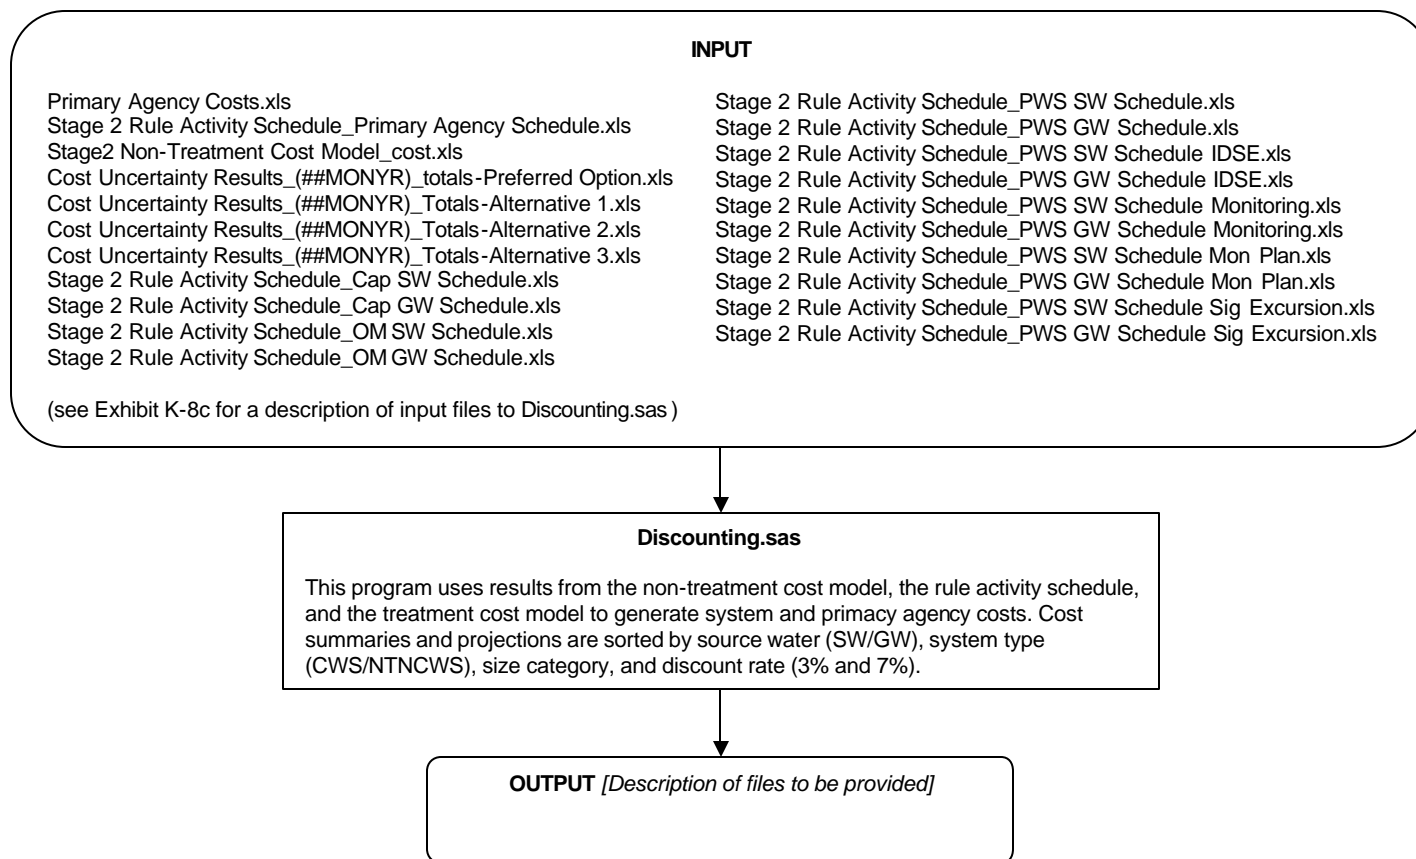 INPUT
Primary Agency Costs.xls
Stage 2 Rule Activity Schedule_Primary Agency Schedule.xls
Stage2 Non-Treatment Cost Model_cost.xls
Cost Uncertainty Results_(##MONYR)_totals-Preferred Option.xls
Cost Uncertainty Results_(##MONYR)_Totals-Alternative 1.xls
Cost Uncertainty Results_(##MONYR)_Totals-Alternative 2.xls
Cost Uncertainty Results_(##MONYR)_Totals-Alternative 3.xls
Stage 2 Rule Activity Schedule_Cap SW Schedule.xls
Stage 2 Rule Activity Schedule_Cap GW Schedule.xls
Stage 2 Rule Activity Schedule_OM SW Schedule.xls
Stage 2 Rule Activity Schedule_OM GW Schedule.xls
Stage 2 Rule Activity Schedule_PWS SW Schedule.xls
Stage 2 Rule Activity Schedule_PWS GW Schedule.xls
Stage 2 Rule Activity Schedule_PWS SW Schedule IDSE.xls
Stage 2 Rule Activity Schedule_PWS GW Schedule IDSE.xls
Stage 2 Rule Activity Schedule_PWS SW Schedule Monitoring.xls
Stage 2 Rule Activity Schedule_PWS GW Schedule Monitoring.xls
Stage 2 Rule Activity Schedule_PWS SW Schedule Mon Plan.xls
Stage 2 Rule Activity Schedule_PWS GW Schedule Mon Plan.xls
Stage 2 Rule Activity Schedule_PWS SW Schedule Sig Excursion.xls
Stage 2 Rule Activity Schedule_PWS GW Schedule Sig Excursion.xls
(see Exhibit K-8c for a description of input files to Discounting.sas)
Discounting.sas
This program uses results from the non-treatment cost model, the rule activity schedule,
and the treatment cost model to generate system and primacy agency costs. Cost
summaries and projections are sorted by source water (SW/GW), system type
(CWS/NTNCWS), size category, and discount rate (3% and 7%).
OUTPUT [Description of files to be provided]